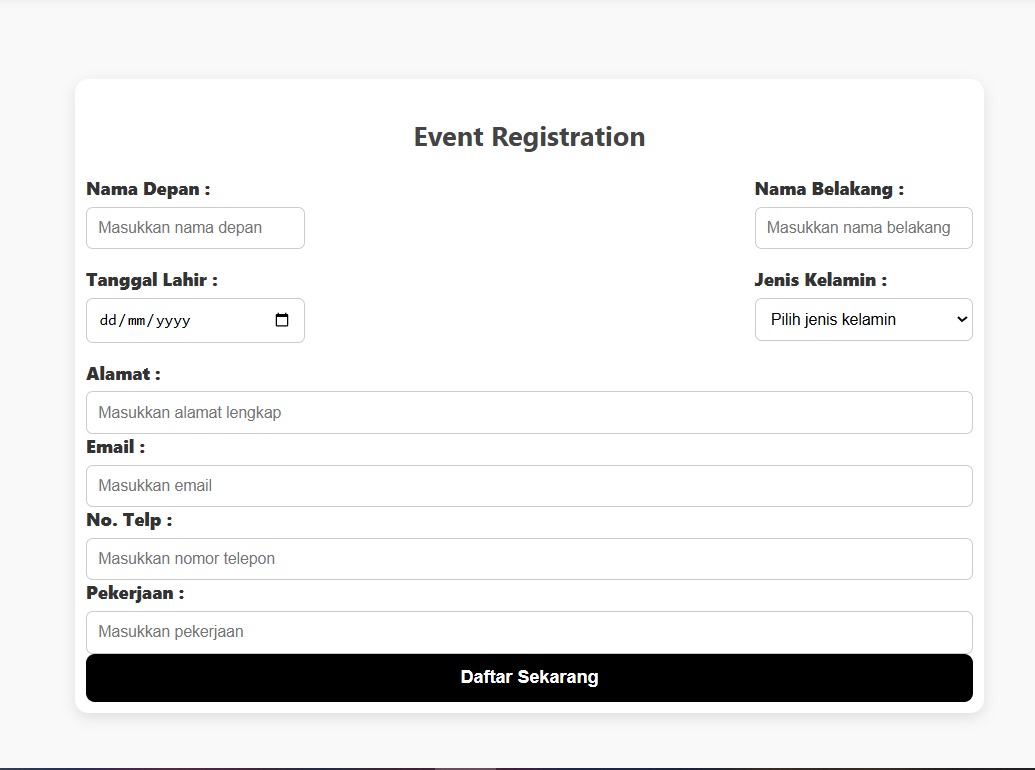 Event Registration
Nama Depan : Nama Belakang :
Masukkan nama depan Masukkan nama belakang
Tanggal Lahir : Jenis Kelamin :
dd/mm/yyyy Pilih jenis kelamin
Alamat :
Masukkan alamat lengkap
Email :
Masukkan email
No. Telp :
Masukkan nomor telepon
Pekerjaan :
Masukkan pekerjaan
Daftar Sekarang